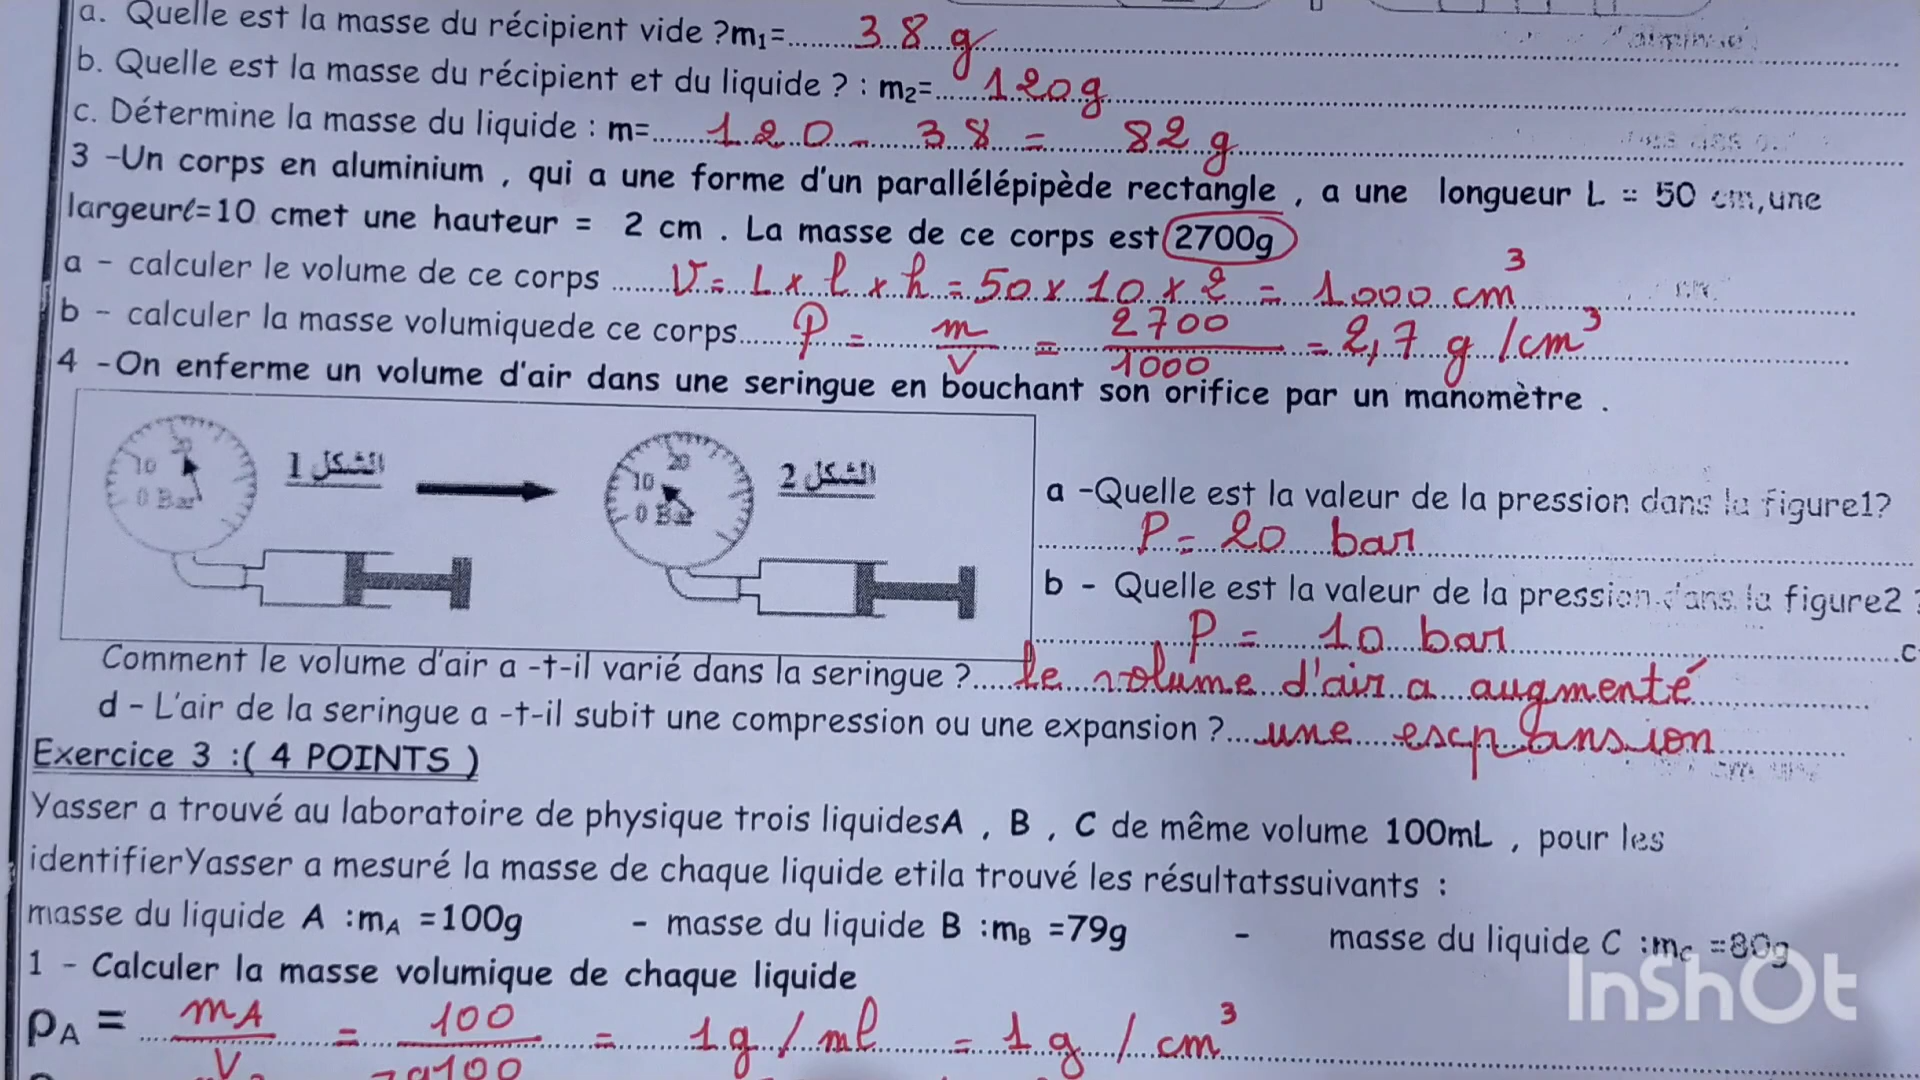 a. Quelle est la masse du récipient vide ?m₁=.........38 g
b. Quelle est la masse du récipient et du liquide ? : m₂=......120g
c. Détermine la masse du liquide : m=......120 - 38 = 82 g
3 -Un corps en aluminium , qui a une forme d'un parallélépipède rectangle , a une longueur L = 50 cm,une
largeurℓ=10 cmet une hauteur = 2 cm . La masse de ce corps est 2700g
a - calculer le volume de ce corps ......V = L x l x h = 50 x 10 x 2 = 1000 cm³
b - calculer la masse volumiquede ce corps......ρ = m/V = 2700/1000 = 2,7 g/cm³
4 -On enferme un volume d'air dans une seringue en bouchant son orifice par un manomètre .
10 20 0 Bar
الشكل 1
10 20 0 Bar
الشكل 2
a -Quelle est la valeur de la pression dans la figure1?
P = 20 bar
b - Quelle est la valeur de la pression dans la figure2 ?
P = 10 bar
c
Comment le volume d'air a -t-il varié dans la seringue ?.....le volume d'air a augmenté
d - L'air de la seringue a -t-il subit une compression ou une expansion ?....une expansion
Exercice 3 :( 4 POINTS )
Yasser a trouvé au laboratoire de physique trois liquidesA , B , C de même volume 100mL , pour les
identifierYasser a mesuré la masse de chaque liquide etila trouvé les résultatssuivants :
masse du liquide A :mA =100g - masse du liquide B :mB =79g - masse du liquide C :mC =80g
1 - Calculer la masse volumique de chaque liquide
ρA = mA/V = 100/100 = 1g/ml = 1g/cm³
InShOt